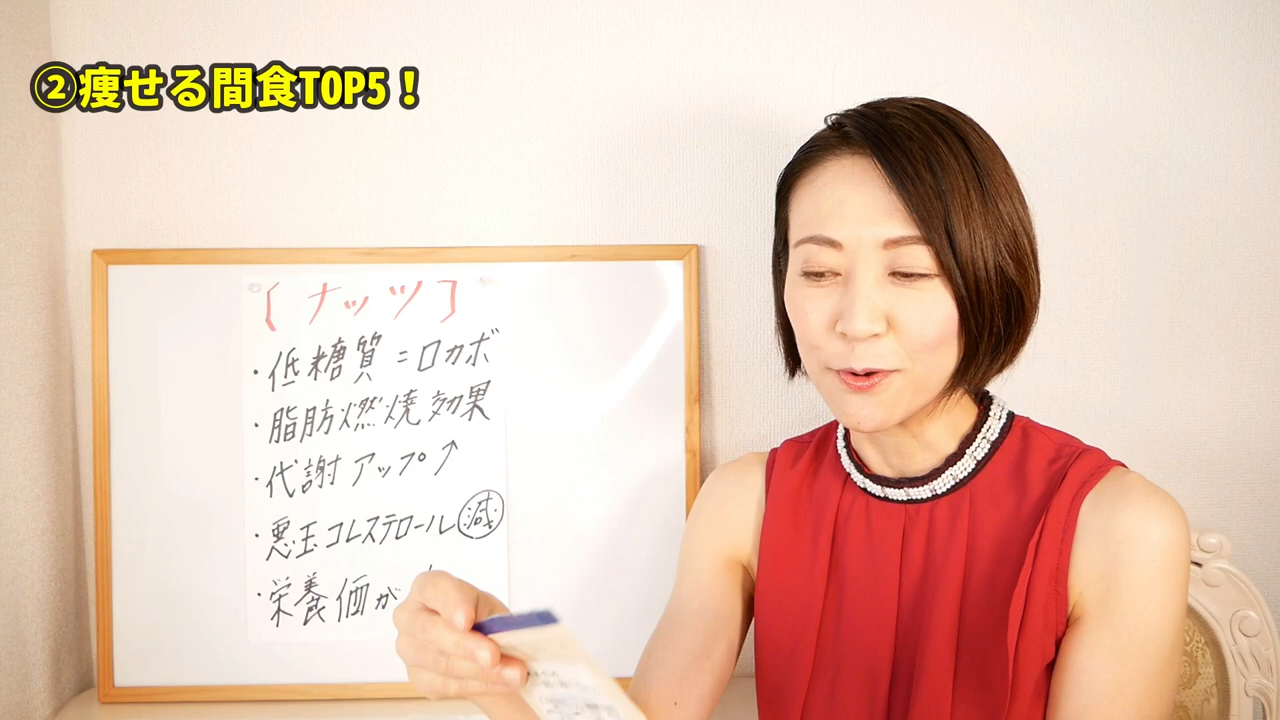 ②痩せる間食TOP5！
[ナッツ]
・低糖質=ロカボ
・脂肪燃焼効果
・代謝アップ↑
・悪玉コレステロール減
・栄養価が